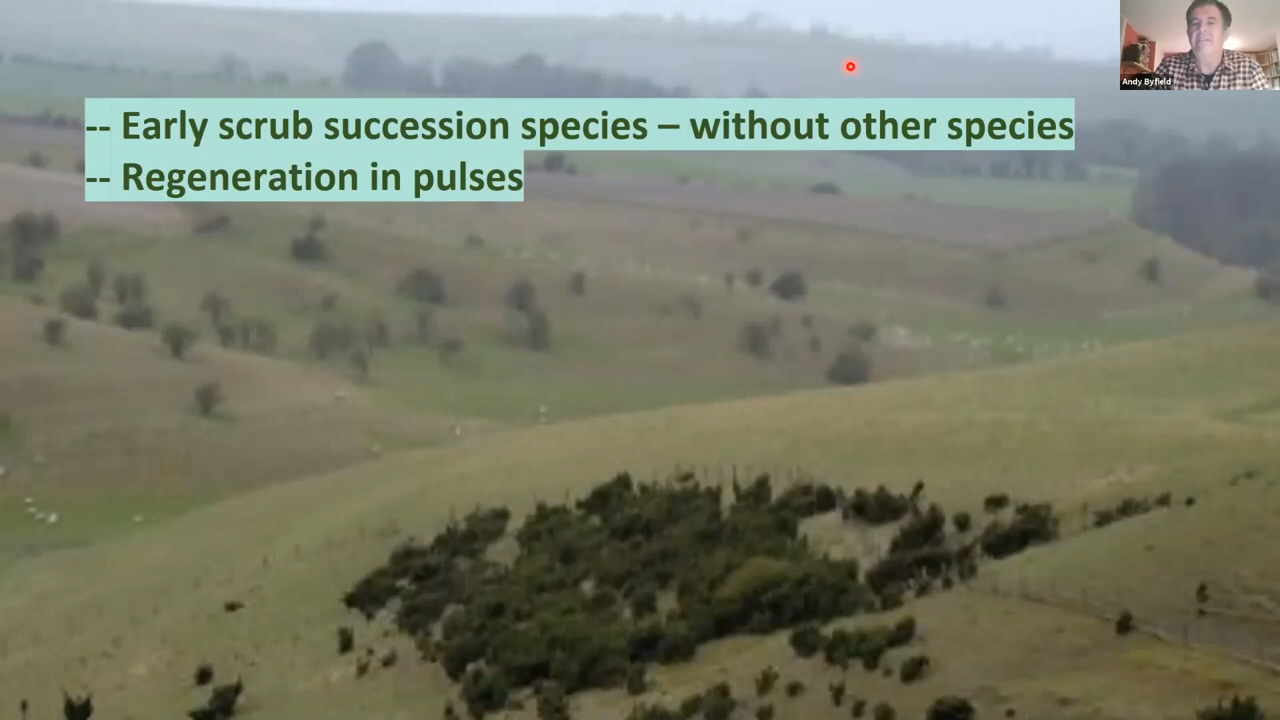 Andy Byfield
-- Early scrub succession species – without other species
-- Regeneration in pulses